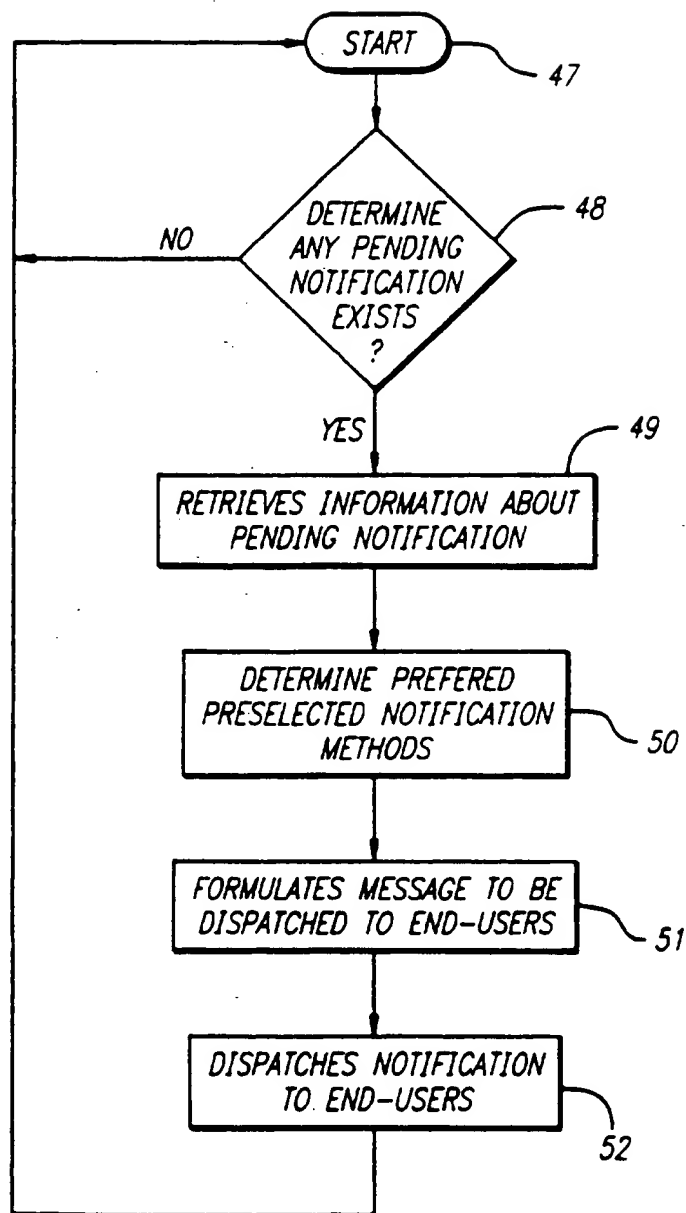 START
47
DETERMINE
ANY PENDING
NOTIFICATION
EXISTS
?
48
NO
YES
49
RETRIEVES INFORMATION ABOUT
PENDING NOTIFICATION
DETERMINE PREFERED
PRESELECTED NOTIFICATION
METHODS
50
FORMULATES MESSAGE TO BE
DISPATCHED TO END-USERS
51
DISPATCHES NOTIFICATION
TO END-USERS
52